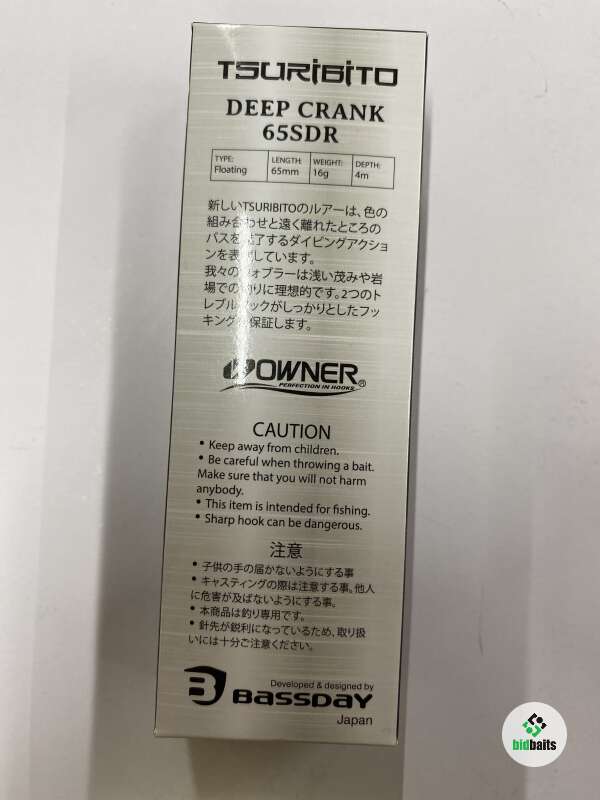 TSURIBITO
DEEP CRANK
65SDR
TYPE: LENGTH: WEIGHT: DEPTH:
Floating 65mm 16g 4m
新しいTSURIBITOのルアーは、色の
組み合わせと遠く離れたところの
バスを魅了するダイビングアクショ
ンを表現しています。
我々のウォブラーは浅い茂みや岩
場での釣りに理想的です。2つのト
レブルフックがしっかりとしたフッ
キングを保証します。
OWNER®
PERFECTION IN HOOKS
CAUTION
• Keep away from children.
• Be careful when throwing a bait.
Make sure that you will not harm
anybody.
• This item is intended for fishing.
• Sharp hook can be dangerous.
注意
• 子供の手の届かないようにする事
• キャスティングの際は注意する事。他人
に危害が及ばないようにする事。
• 本商品は釣り専用です。
• 針先が鋭利になっているため、取り扱
いには十分ご注意ください。
Developed & designed by
BASSDAY
Japan
bidbaits